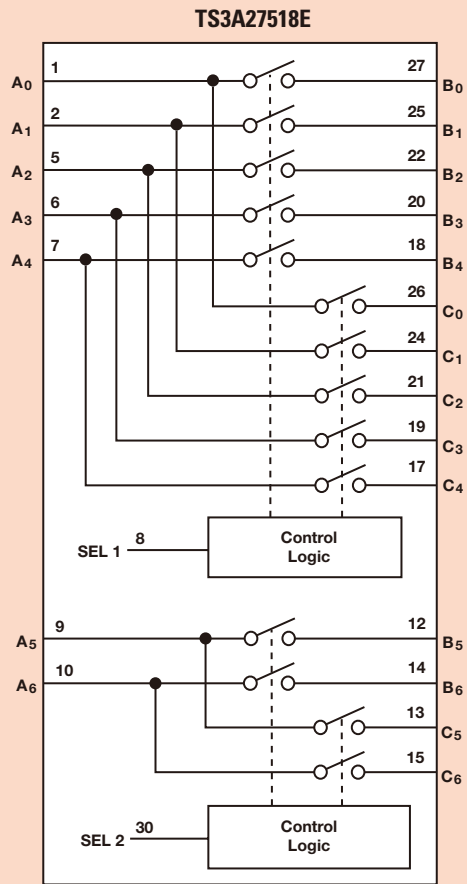 TS3A27518E
A0 1 27 B0
A1 2 25 B1
A2 5 22 B2
A3 6 20 B3
A4 7 18 B4
26 C0
24 C1
21 C2
19 C3
17 C4
SEL 1 8 Control
Logic
A5 9 12 B5
A6 10 14 B6
13 C5
15 C6
SEL 2 30 Control
Logic